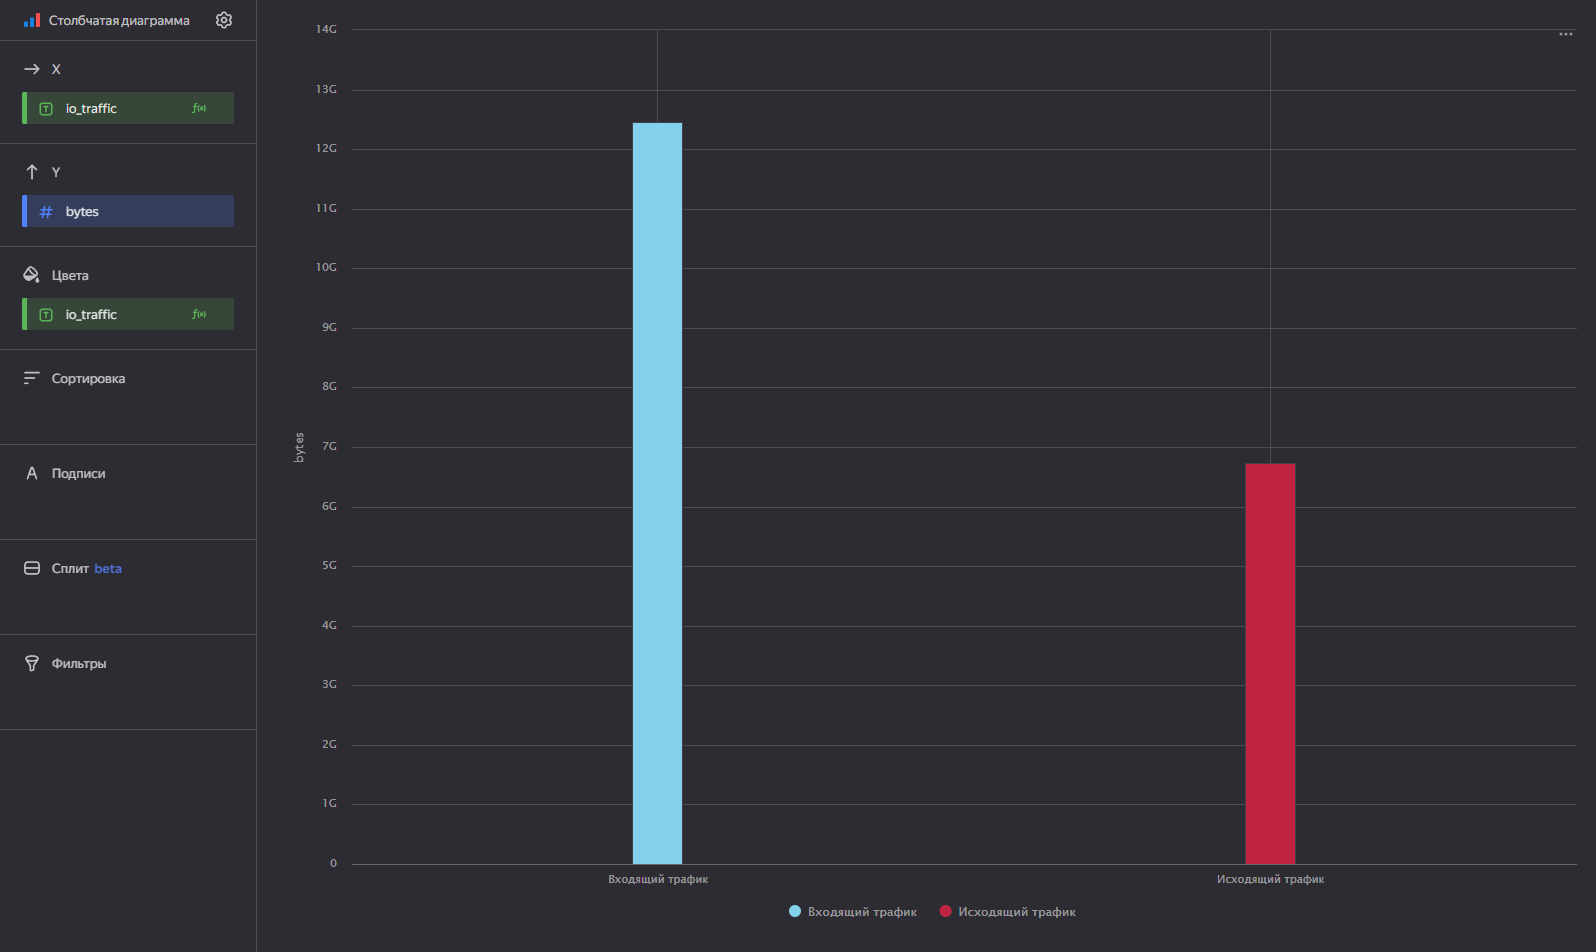 Столбчатая диаграмма
X
io_traffic
f(x)
Y
# bytes
Цвета
io_traffic
f(x)
Сортировка
Подписи
Сплит beta
Фильтры
14G
13G
12G
11G
10G
9G
8G
7G
6G
5G
4G
3G
2G
1G
0
bytes
Входящий трафик
Исходящий трафик
Входящий трафик
Исходящий трафик